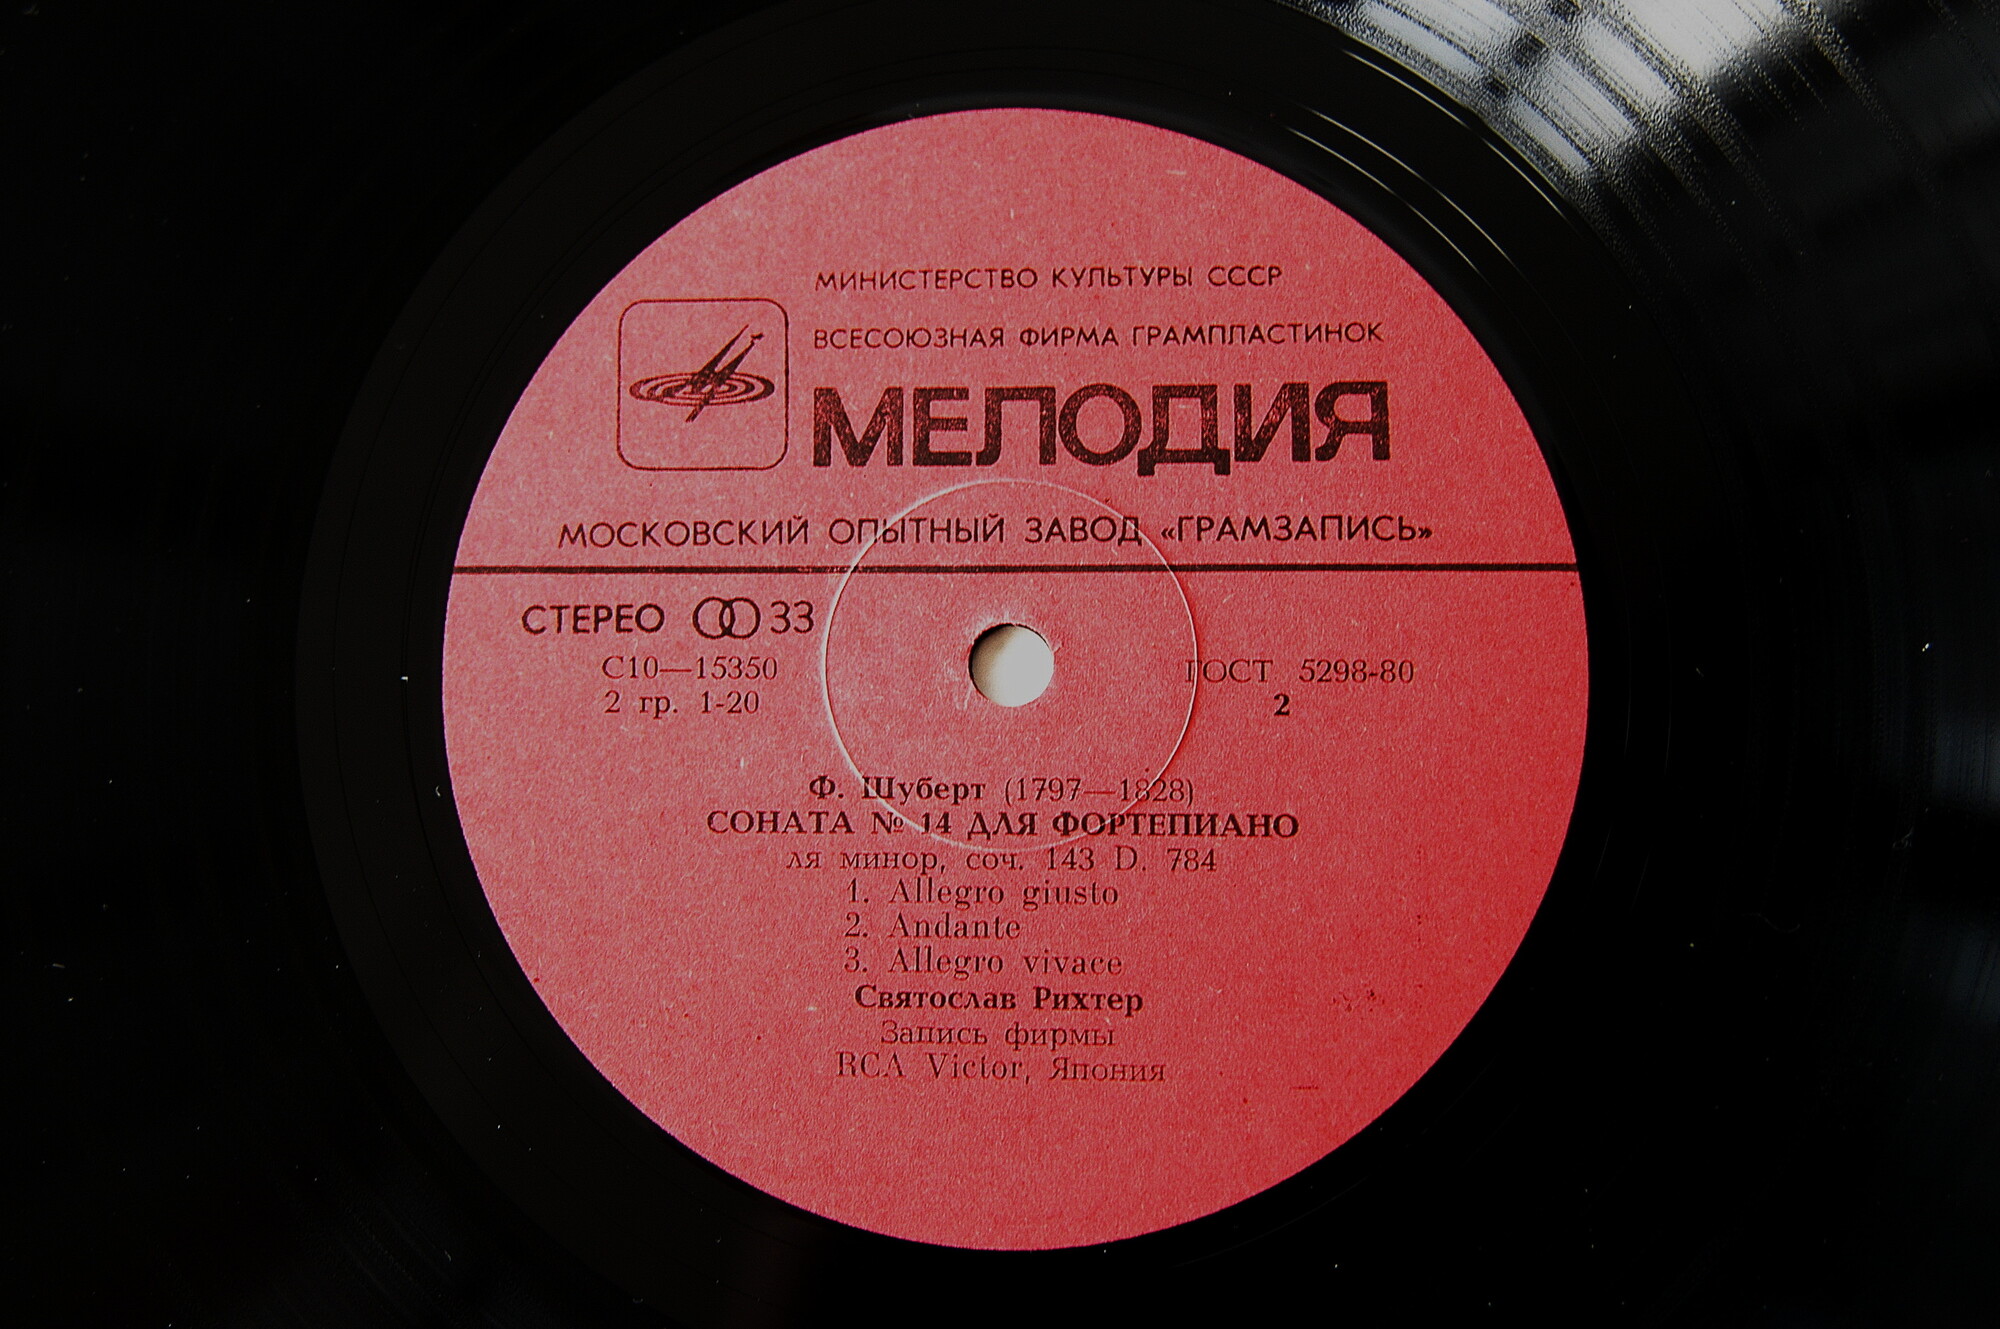 МИНИСТЕРСТВО КУЛЬТУРЫ СССР
ВСЕСОЮЗНАЯ ФИРМА ГРАМПЛАСТИНОК
МЕЛОДИЯ
МОСКОВСКИЙ ОПЫТНЫЙ ЗАВОД «ГРАМЗАПИСЬ»
СТЕРЕО 33
С10—15350 ГОСТ 5298-80
2 гр. 1-20 2
Ф. Шуберт (1797—1828)
СОНАТА № 14 ДЛЯ ФОРТЕПИАНО
ля минор, соч. 143 D. 784
1. Allegro giusto
2. Andante
3. Allegro vivace
Святослав Рихтер
Запись фирмы
RCA Victor, Япония